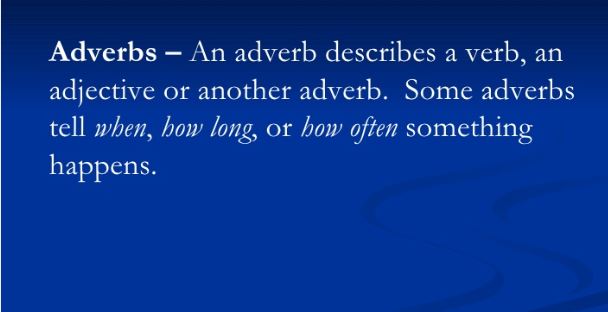 Adverbs – An adverb describes a verb, an
adjective or another adverb.  Some adverbs
tell when, how long, or how often something
happens.